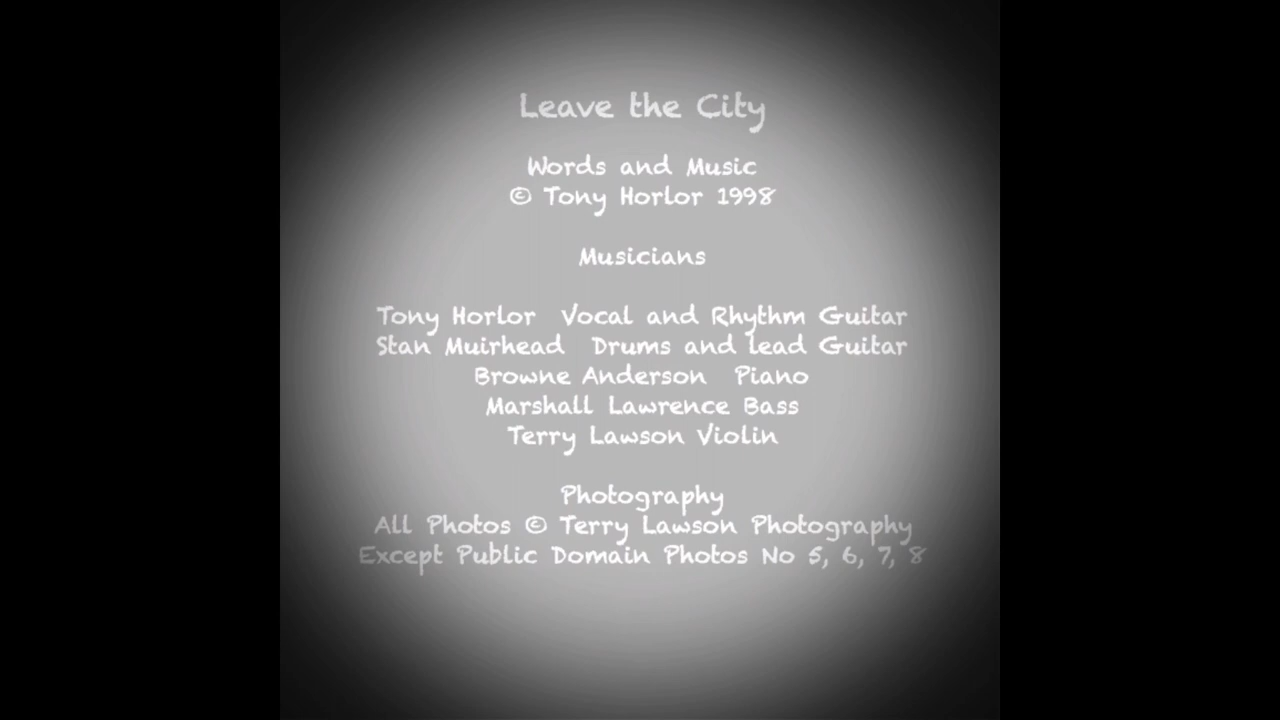 Leave the City
Words and Music
© Tony Horlor 1998
Musicians
Tony Horlor Vocal and Rhythm Guitar
Stan Muirhead Drums and lead Guitar
Browne Anderson Piano
Marshall Lawrence Bass
Terry Lawson Violin
Photography
All Photos © Terry Lawson Photography
Except Public Domain Photos No 5, 6, 7, 8